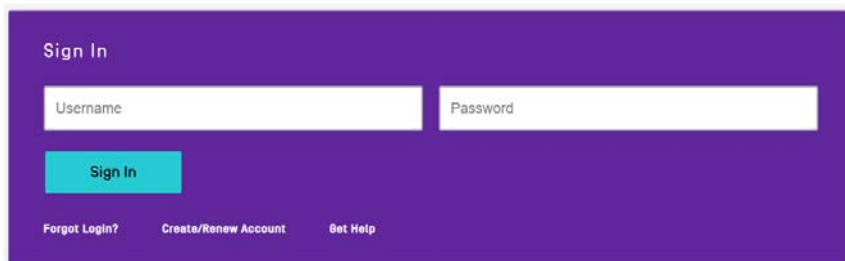 Sign In
Username Password
Sign In
Forgot Login? Create/Renew Account Get Help